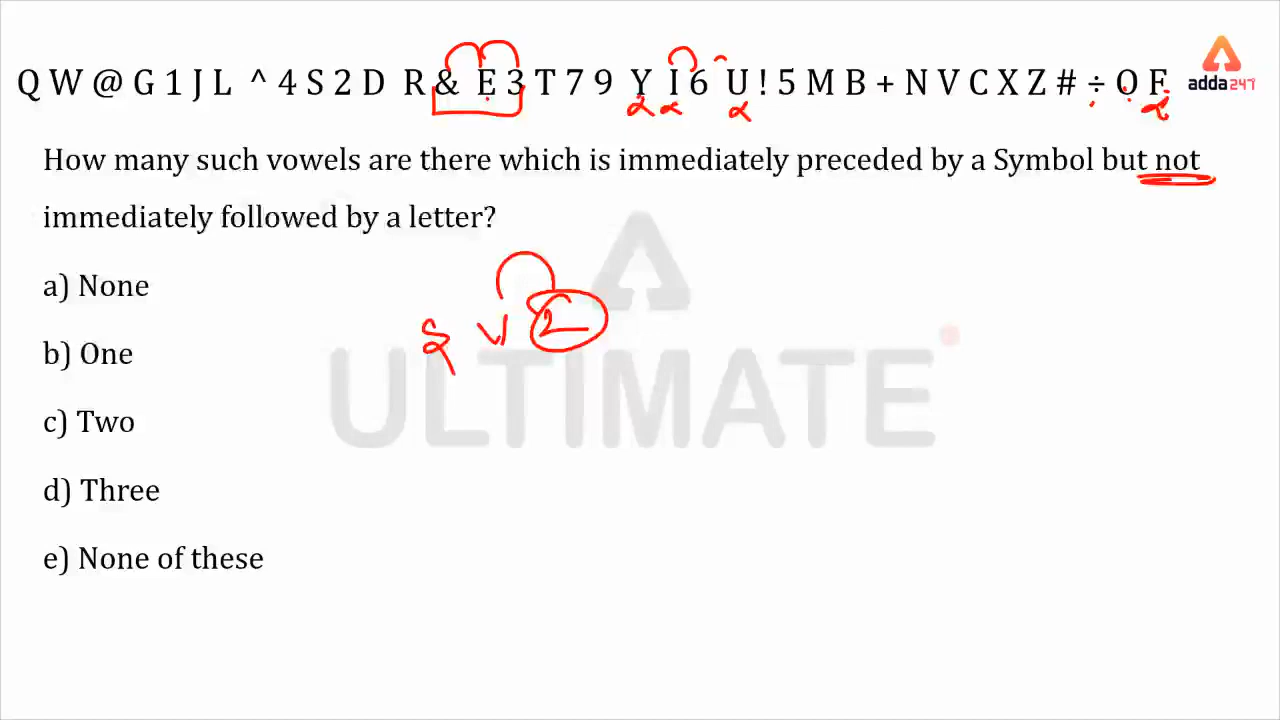 Q W @ G 1 J L ^ 4 S 2 D R & E 3 T 7 9 Y I 6 U ! 5 M B + N V C X Z # ÷ O F
adda247
How many such vowels are there which is immediately preceded by a Symbol but not
immediately followed by a letter?
a) None
b) One
c) Two
d) Three
e) None of these
S V L
ULTIMATE